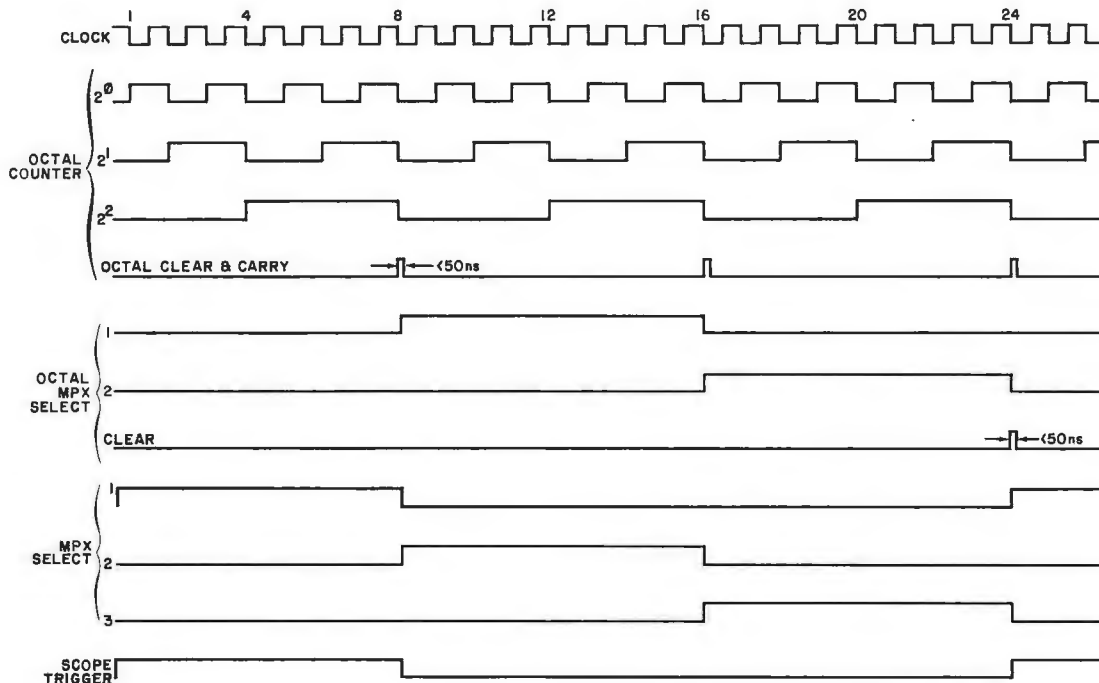 1 4 8 12 16 20 24
CLOCK
2⁰
OCTAL
COUNTER
2¹
2²
OCTAL CLEAR & CARRY
<50ns
OCTAL
MPX
SELECT
1
2
CLEAR
<50ns
MPX
SELECT
1
2
3
SCOPE
TRIGGER